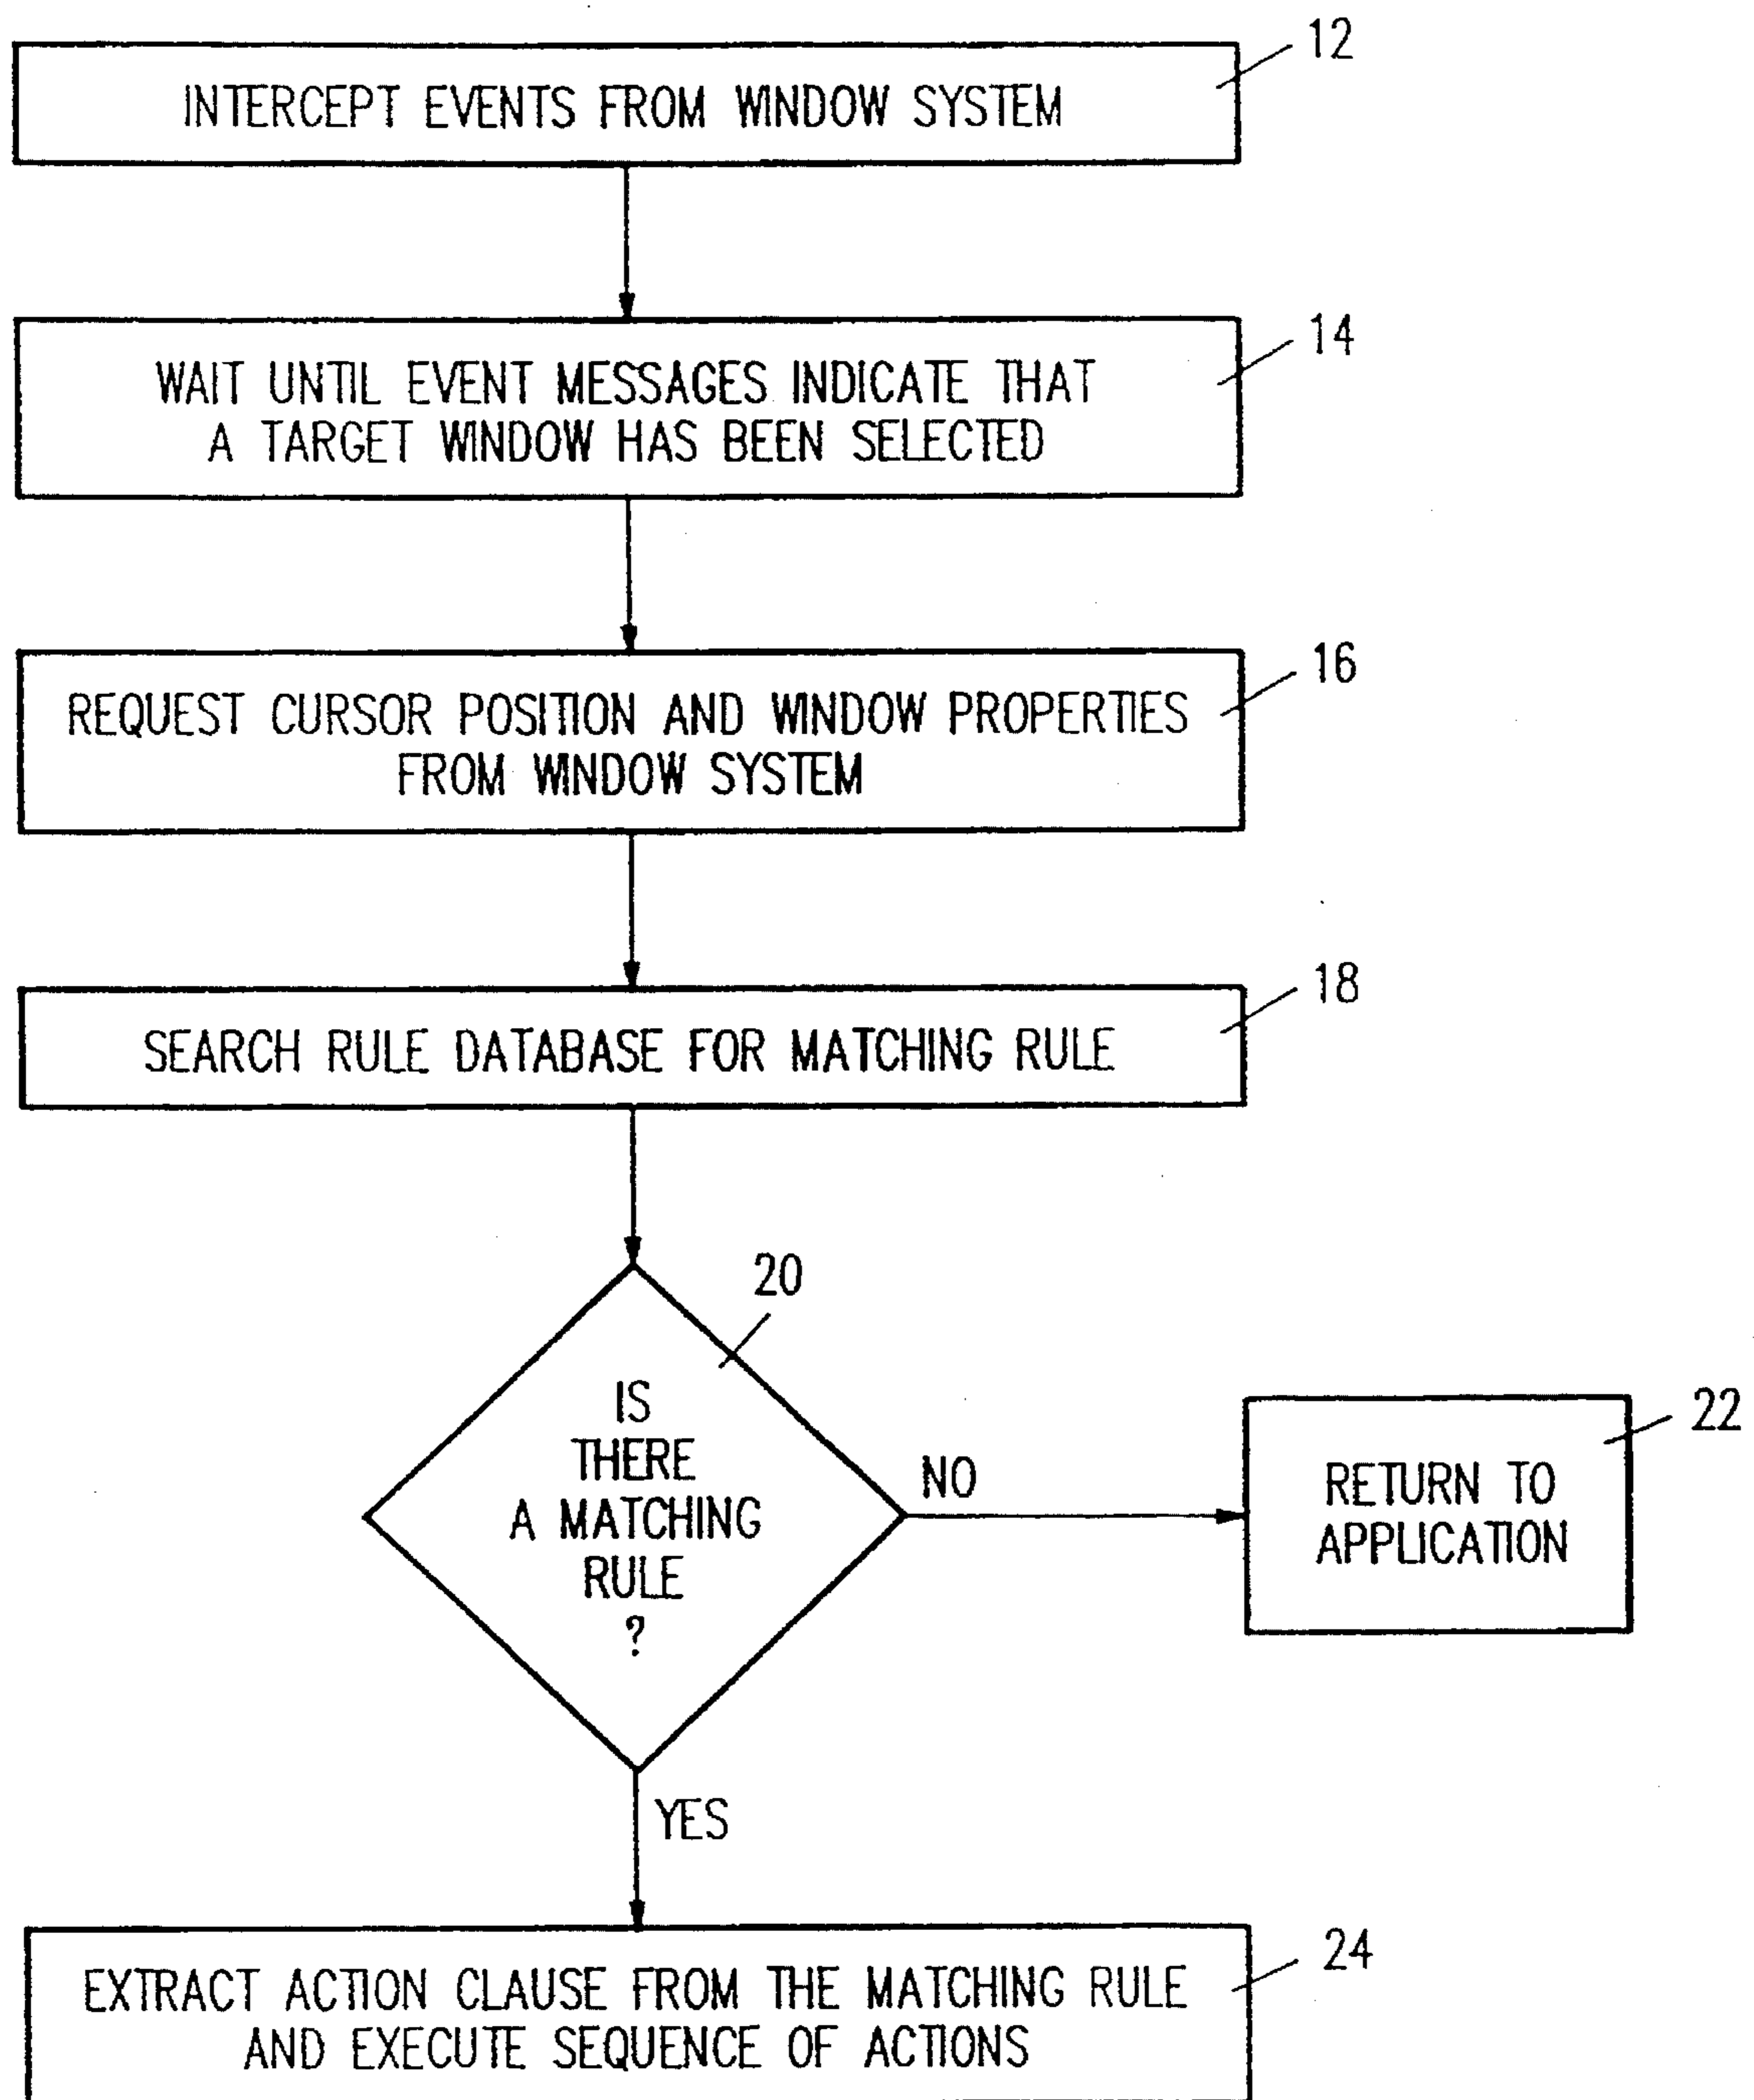 12
INTERCEPT EVENTS FROM WINDOW SYSTEM
14
WAIT UNTIL EVENT MESSAGES INDICATE THAT
A TARGET WINDOW HAS BEEN SELECTED
16
REQUEST CURSOR POSITION AND WINDOW PROPERTIES
FROM WINDOW SYSTEM
18
SEARCH RULE DATABASE FOR MATCHING RULE
20
IS
THERE
A MATCHING
RULE
?
NO
22
RETURN TO
APPLICATION
YES
24
EXTRACT ACTION CLAUSE FROM THE MATCHING RULE
AND EXECUTE SEQUENCE OF ACTIONS